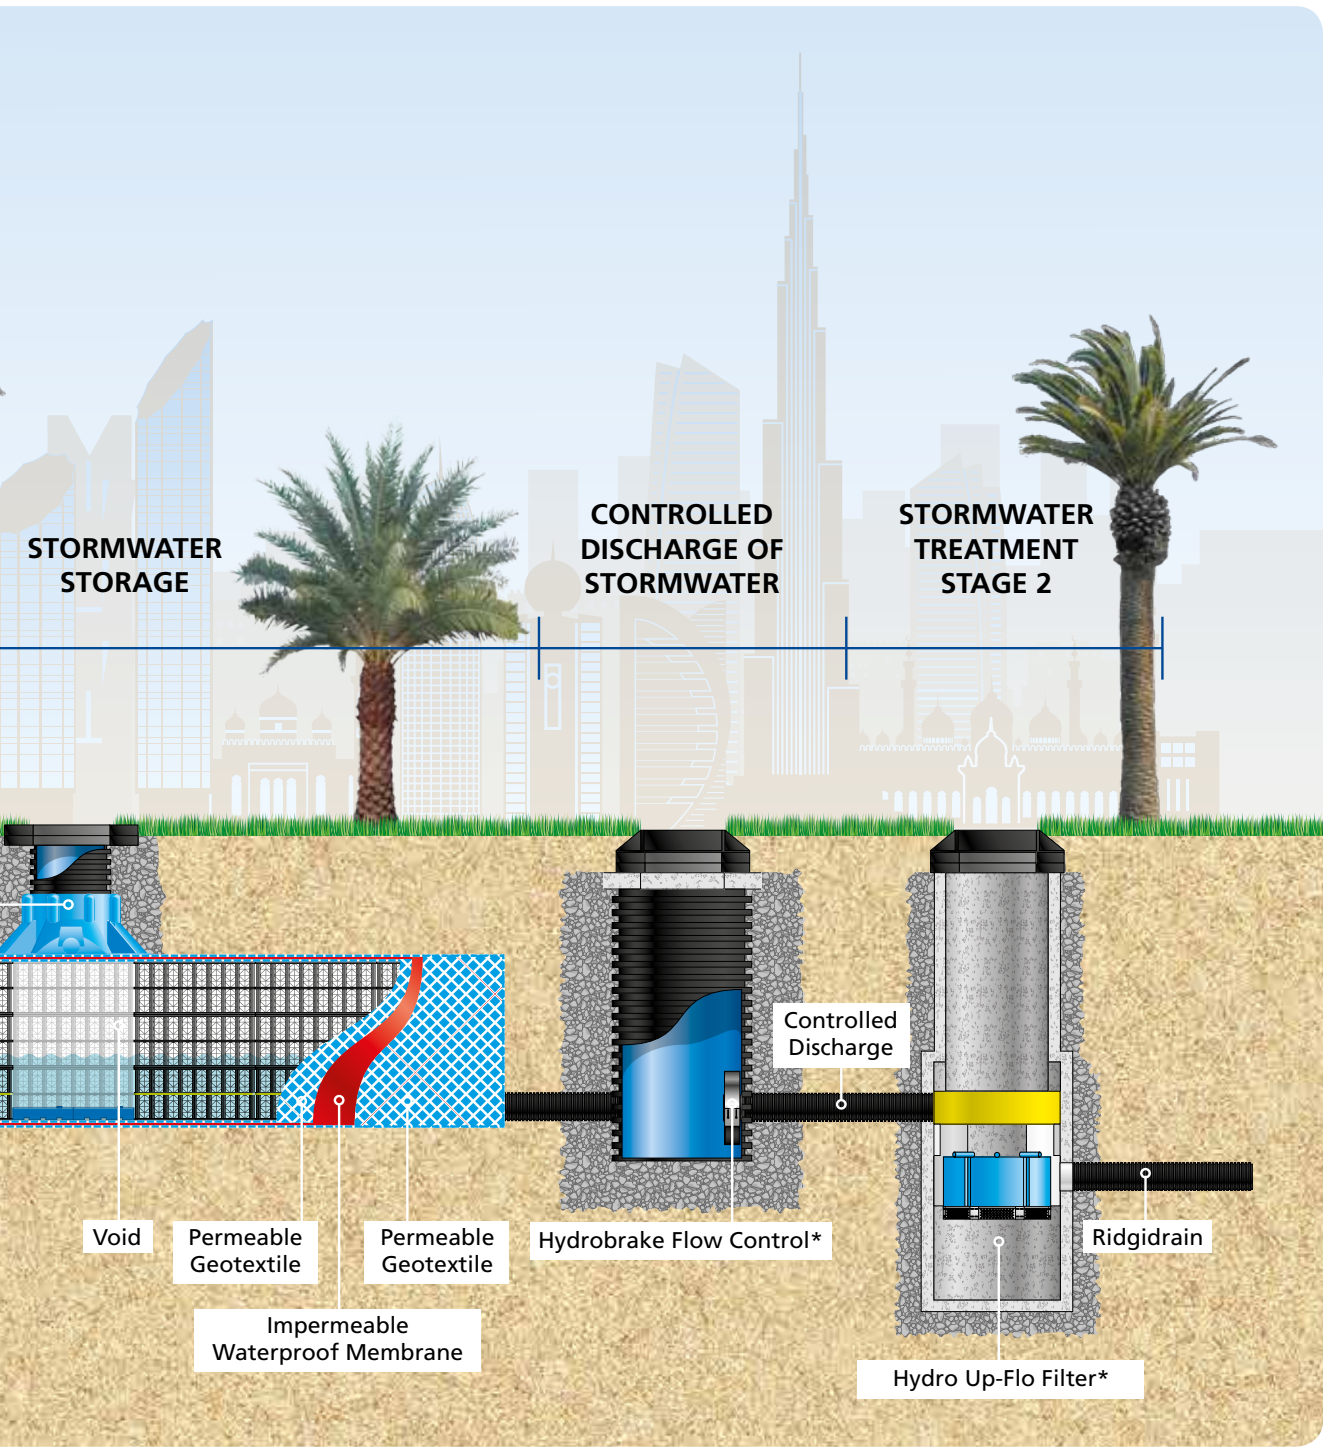 STORMWATER
STORAGE
CONTROLLED
DISCHARGE OF
STORMWATER
STORMWATER
TREATMENT
STAGE 2
Controlled
Discharge
Void
Permeable
Geotextile
Permeable
Geotextile
Hydrobrake Flow Control*
Ridgidrain
Impermeable
Waterproof Membrane
Hydro Up-Flo Filter*